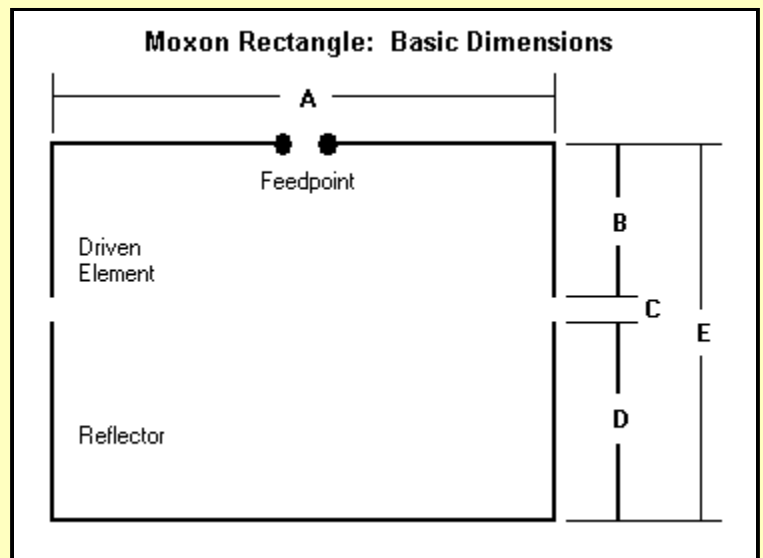 Moxon Rectangle: Basic Dimensions
A
Feedpoint
B
Driven
Element
C
E
D
Reflector